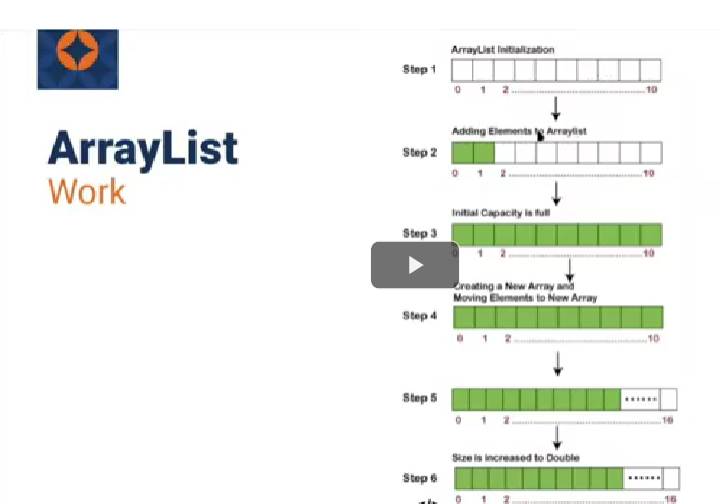 ArrayList
Work
ArrayList Initialization
Step 1
0 1 2 ........................ 10
Adding Elements to Arraylist
Step 2
0 1 2 ........................ 10
Initial Capacity is full
Step 3
0 1 2 ........................ 10
Creating a New Array and
Moving Elements to New Array
Step 4
0 1 2 ........................ 10
Step 5
0 1 2 ........................ 16
Size is increased to Double
Step 6
0 1 2 ........................ 16